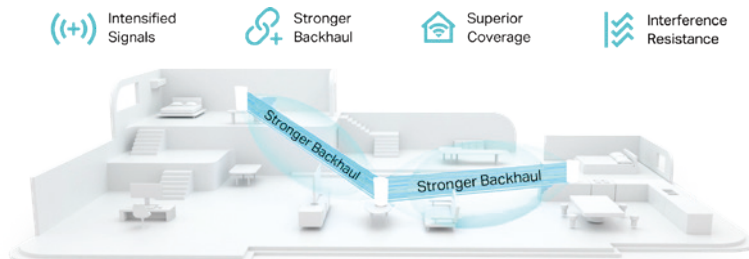 Intensified
Signals
Stronger
Backhaul
Superior
Coverage
Interference
Resistance
Stronger Backhaul
Stronger Backhaul